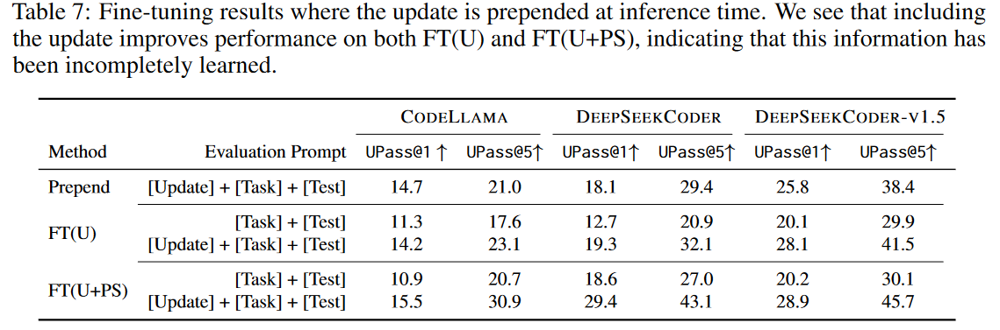 Table 7: Fine-tuning results where the update is prepended at inference time. We see that including
the update improves performance on both FT(U) and FT(U+PS), indicating that this information has
been incompletely learned.
CODELLAMA DEEPSEEKCODER DEEPSEEKCODER-V1.5
Method Evaluation Prompt UPass@1 ↑ UPass@5↑ UPass@1↑ UPass@5↑ UPass@1↑ UPass@5↑
Prepend [Update] + [Task] + [Test] 14.7 21.0 18.1 29.4 25.8 38.4
FT(U)
[Task] + [Test] 11.3 17.6 12.7 20.9 20.1 29.9
[Update] + [Task] + [Test] 14.2 23.1 19.3 32.1 28.1 41.5
FT(U+PS)
[Task] + [Test] 10.9 20.7 18.6 27.0 20.2 30.1
[Update] + [Task] + [Test] 15.5 30.9 29.4 43.1 28.9 45.7